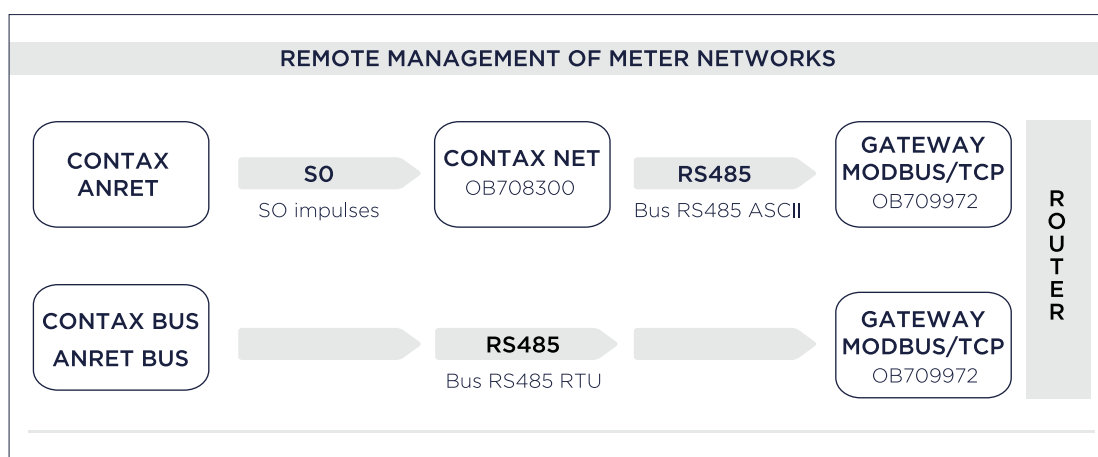 REMOTE MANAGEMENT OF METER NETWORKS
CONTAX
ANRET
S0
SO impulses
CONTAX NET
OB708300
RS485
Bus RS485 ASCII
GATEWAY
MODBUS/TCP
OB709972
ROUTER
CONTAX BUS
ANRET BUS
RS485
Bus RS485 RTU
GATEWAY
MODBUS/TCP
OB709972